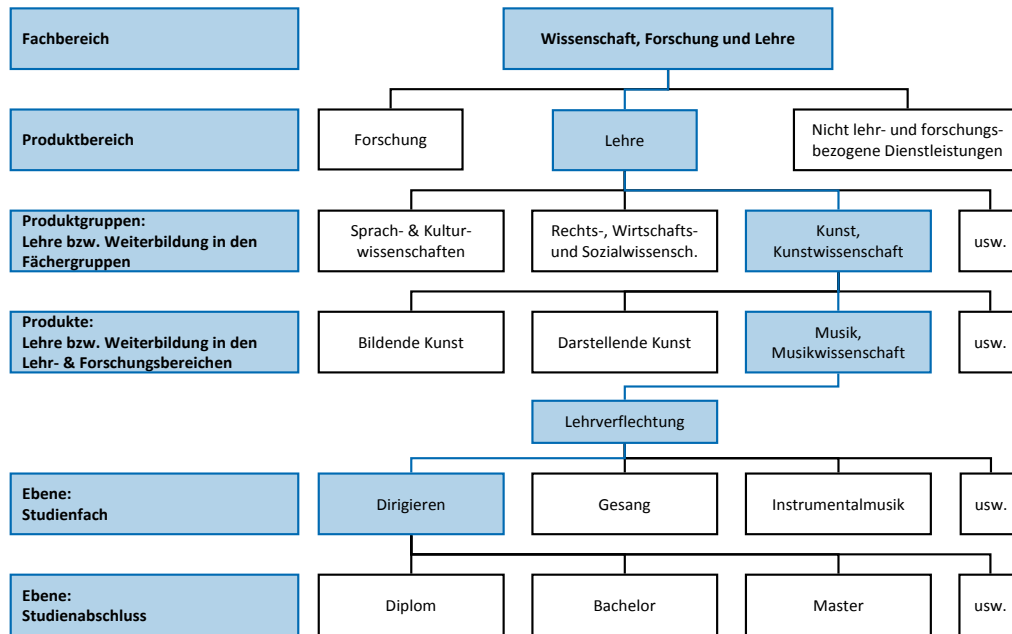 Fachbereich
Wissenschaft, Forschung und Lehre
Produktbereich
Forschung
Lehre
Nicht lehr- und forschungs-
bezogene Dienstleistungen
Produktgruppen:
Lehre bzw. Weiterbildung in den
Fächergruppen
Sprach- & Kultur-
wissenschaften
Rechts-, Wirtschafts-
und Sozialwissensch.
Kunst,
Kunstwissenschaft
usw.
Produkte:
Lehre bzw. Weiterbildung in den
Lehr- & Forschungsbereichen
Bildende Kunst
Darstellende Kunst
Musik,
Musikwissenschaft
usw.
Lehrverflechtung
Ebene:
Studienfach
Dirigieren
Gesang
Instrumentalmusik
usw.
Ebene:
Studienabschluss
Diplom
Bachelor
Master
usw.